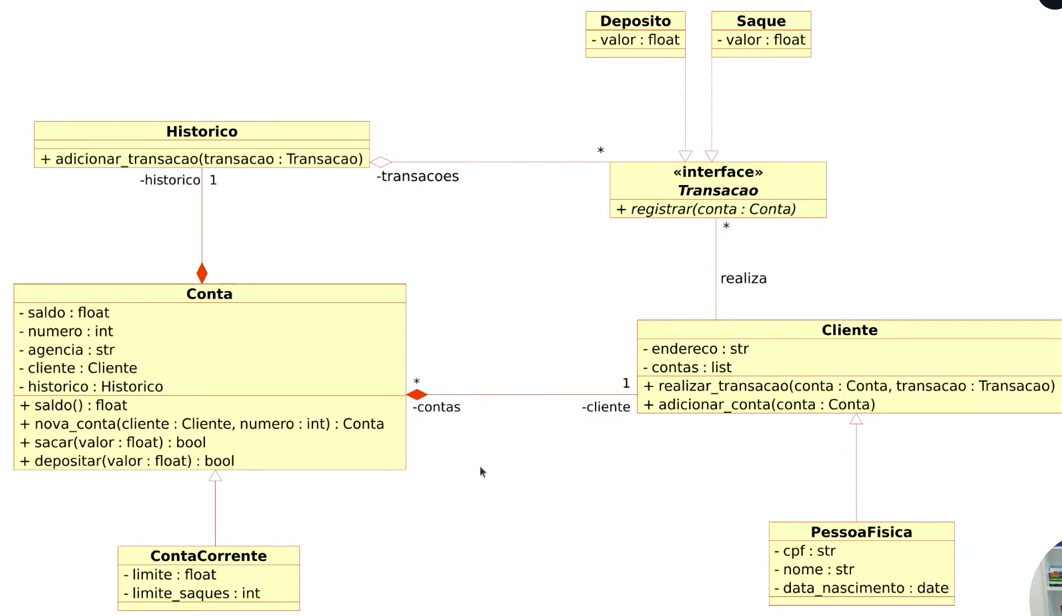 Deposito
- valor : float
Saque
- valor : float
Historico
+ adicionar_transacao(transacao : Transacao)
-historico 1
-transacoes
*
«interface»
Transacao
+ registrar(conta : Conta)
*
realiza
Conta
- saldo : float
- numero : int
- agencia : str
- cliente : Cliente
- historico : Historico
+ saldo() : float
+ nova_conta(cliente : Cliente, numero : int) : Conta
+ sacar(valor : float) : bool
+ depositar(valor : float) : bool
*
-contas
1
-cliente
Cliente
- endereco : str
- contas : list
+ realizar_transacao(conta : Conta, transacao : Transacao)
+ adicionar_conta(conta : Conta)
ContaCorrente
- limite : float
- limite_saques : int
PessoaFisica
- cpf : str
- nome : str
- data_nascimento : date